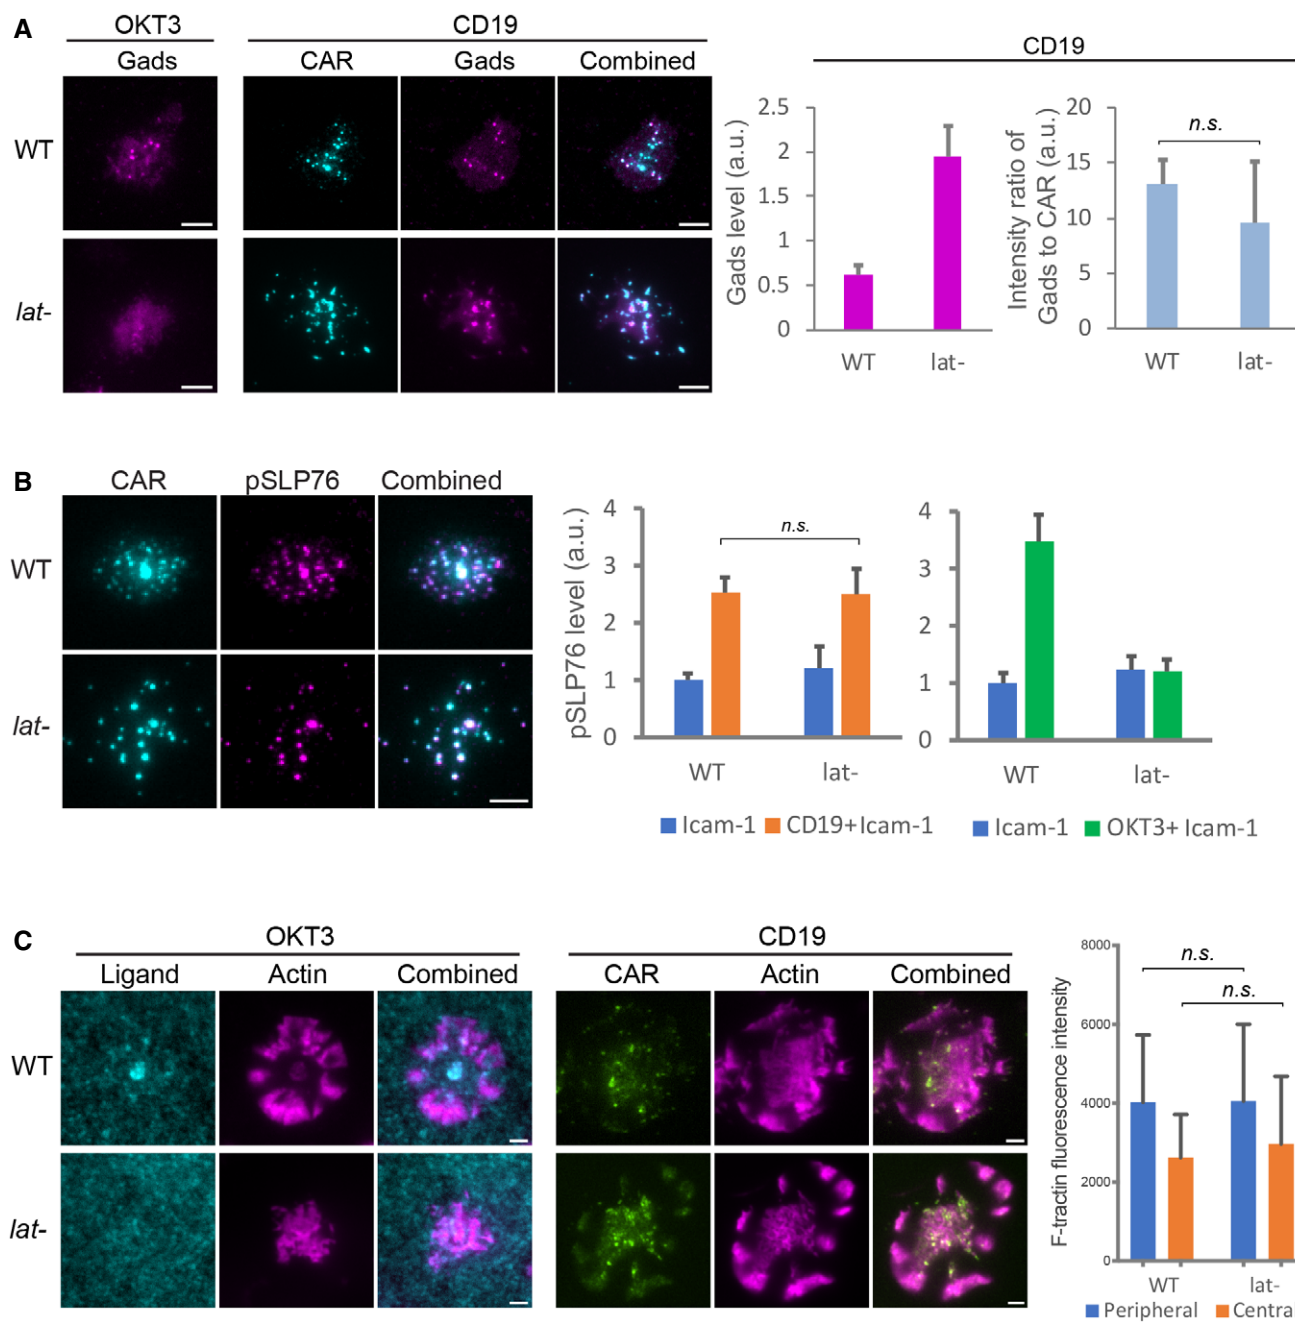 A
OKT3
CD19
Gads
CAR
Gads
Combined
WT
lat-
CD19
Gads level (a.u.)
2.5
2
1.5
1
0.5
0
WT
lat-
Intensity ratio of
Gads to CAR (a.u.)
20
15
10
5
0
n.s.
WT
lat-
B
CAR
pSLP76
Combined
WT
lat-
pSLP76 level (a.u.)
4
3
2
1
0
n.s.
WT
lat-
Icam-1
CD19+Icam-1
4
3
2
1
0
WT
lat-
Icam-1
OKT3+ Icam-1
C
OKT3
Ligand
Actin
Combined
WT
lat-
CD19
CAR
Actin
Combined
F-tractin fluorescence intensity
8000
6000
4000
2000
0
n.s.
n.s.
WT
lat-
Peripheral
Central